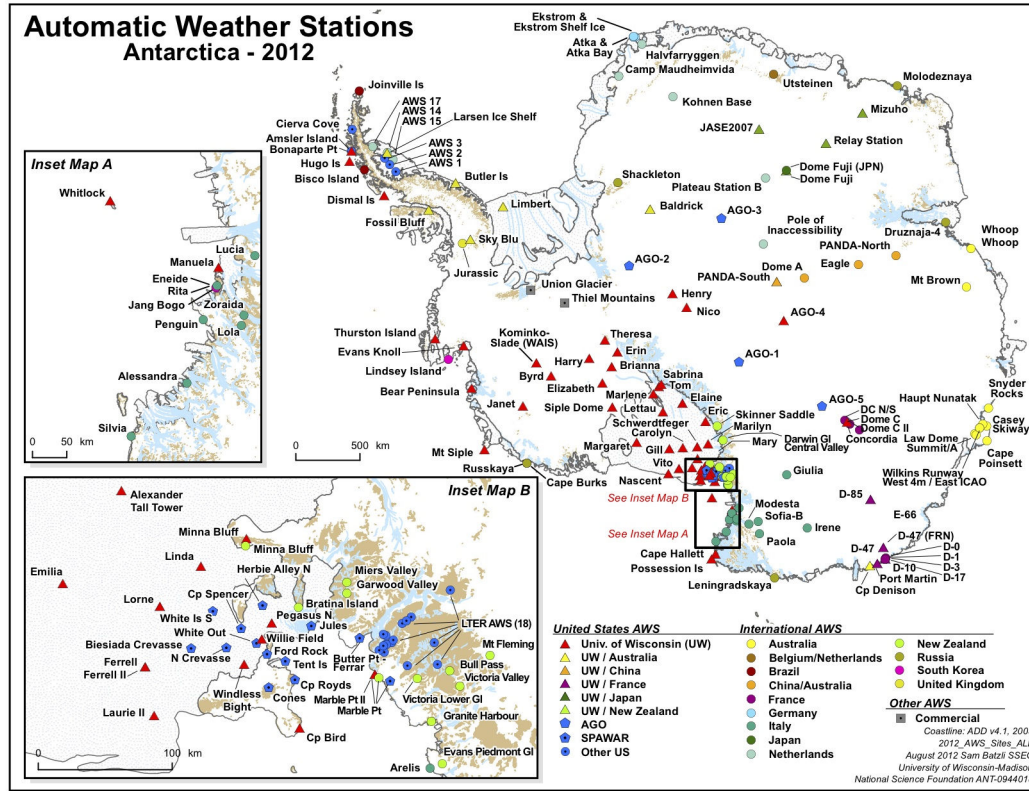 Automatic Weather Stations
Antarctica - 2012
Ekstrom &
Ekstrom Shelf Ice
Atka &
Atka Bay
Halvfarryggen
Camp Maudheimvida
Utsteinen
Molodeznaya
Kohnen Base
Mizuho
JASE2007
Relay Station
Joinville Is
AWS 17
AWS 14
AWS 15
Cierva Cove
Larsen Ice Shelf
Amsler Island
Bonaparte Pt
AWS 3
AWS 2
AWS 1
Hugo Is
Bisco Island
Butler Is
Dismal Is
Limbert
Fossil Bluff
Sky Blu
Jurassic
Shackleton
Plateau Station B
Dome Fuji (JPN)
Dome Fuji
Baldrick
AGO-3
Pole of
Inaccessibility
Druznaja-4
Whoop
Whoop
PANDA-North
Dome A
Eagle
PANDA-South
Mt Brown
AGO-2
Union Glacier
Thiel Mountains
Henry
Nico
AGO-4
Thurston Island
Evans Knoll
Lindsey Island
Bear Peninsula
Kominko-
Slade (WAIS)
Theresa
Erin
Harry
Brianna
Byrd
Elizabeth
Sabrina
Tom
Marlene
Elaine
Janet
Siple Dome
Lettau
Eric
AGO-1
AGO-5
Snyder
Rocks
Haupt Nunatak
DC N/S
Dome C
Dome C II
Concordia
Casey
Skiway
Law Dome
Summit/A
Cape
Poinsett
Skinner Saddle
Schwerdtfeger
Marilyn
Carolyn
Margaret
Gill
Mary
Darwin Gl
Central Valley
Mt Siple
Russkaya
Cape Burks
Vito
Nascent
Giulia
Wilkins Runway
West 4m / East ICAO
See Inset Map B
See Inset Map A
Modesta
Sofia-B
Irene
Paola
D-85
E-66
D-47 (FRN)
D-47
D-0
D-1
D-3
D-10
D-17
Port Martin
Cp Denison
Cape Hallett
Possession Is
Leningradskaya
0 500
km
Inset Map A
Whitlock
Lucia
Manuela
Eneide
Rita
Jang Bogo
Zoraida
Penguin
Lola
Alessandra
Silvia
0 50
km
Inset Map B
Alexander
Tall Tower
Minna Bluff
Minna Bluff
Linda
Miers Valley
Garwood Valley
Emilia
Herbie Alley N
Cp Spencer
Lorne
Bratina Island
White Is S
Pegasus N
Jules
LTER AWS (18)
White Out
Willie Field
Biesiada Crevasse
Ford Rock
Mt Fleming
N Crevasse
Butter Pt
Tent Is
Ferrar
Bull Pass
Ferrell
Ferrell II
Victoria Valley
Cp Royds
Windless
Bight
Cones
Marble Pt II
Victoria Lower Gl
Marble Pt
Laurie II
Granite Harbour
Cp Bird
Evans Piedmont Gl
Arelis
0 100 km
United States AWS
Univ. of Wisconsin (UW)
UW / Australia
UW / China
UW / France
UW / Japan
UW / New Zealand
AGO
SPAWAR
Other US
International AWS
Australia
Belgium/Netherlands
Brazil
China/Australia
France
Germany
Italy
Japan
Netherlands
New Zealand
Russia
South Korea
United Kingdom
Other AWS
Commercial
Coastline: ADD v4.1, 200
2012_AWS_Sites_ALL
August 2012 Sam Batzli SSEC
University of Wisconsin-Madison
National Science Foundation ANT-0944018